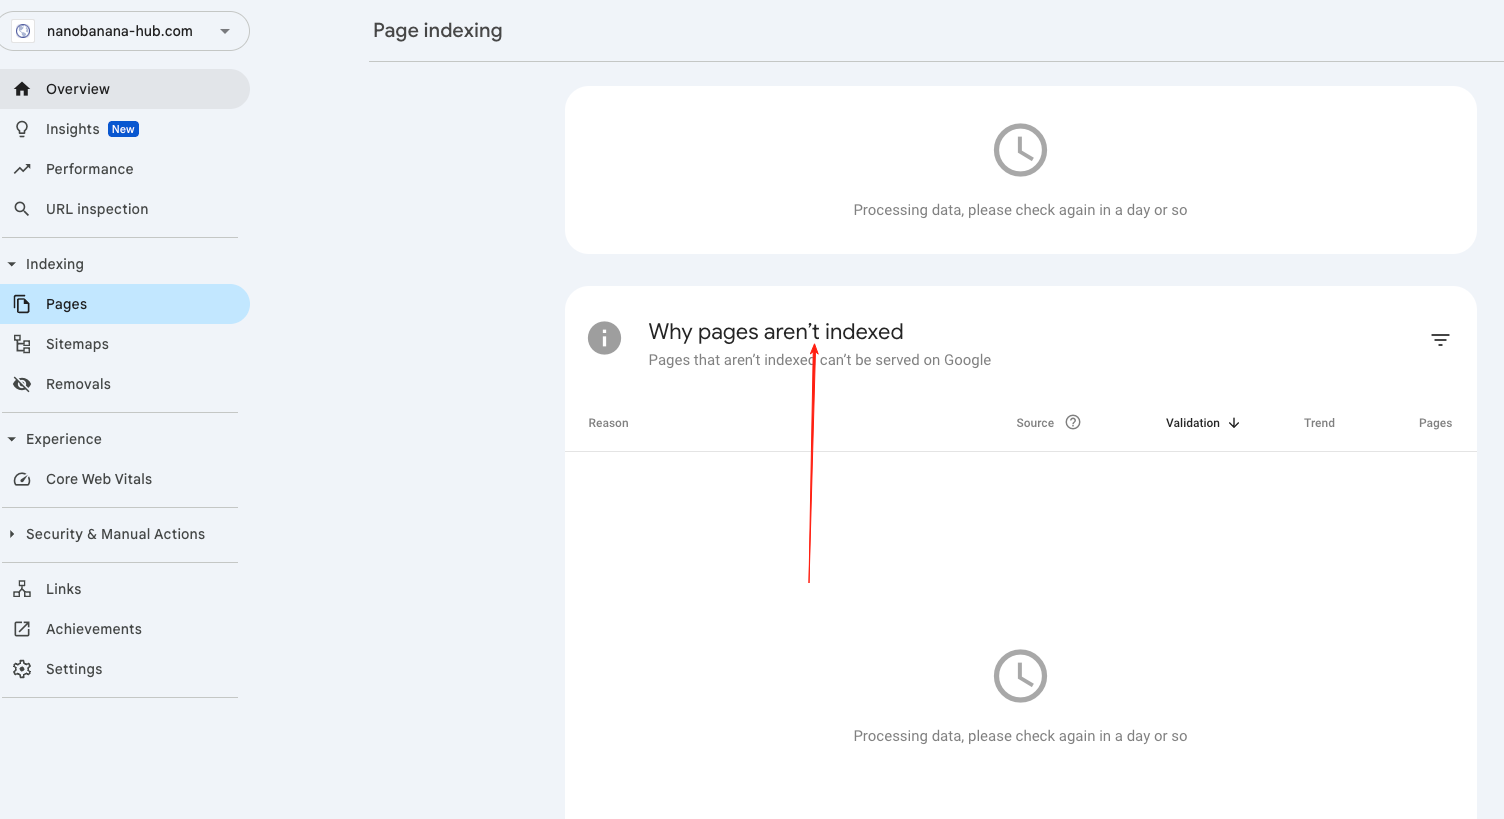 nanobanana-hub.com
Page indexing
Overview
Insights New
Performance
URL inspection
Indexing
Pages
Sitemaps
Removals
Experience
Core Web Vitals
Security & Manual Actions
Links
Achievements
Settings
Processing data, please check again in a day or so
Why pages aren’t indexed
Pages that aren’t indexed can’t be served on Google
Reason Source Validation Trend Pages
Processing data, please check again in a day or so